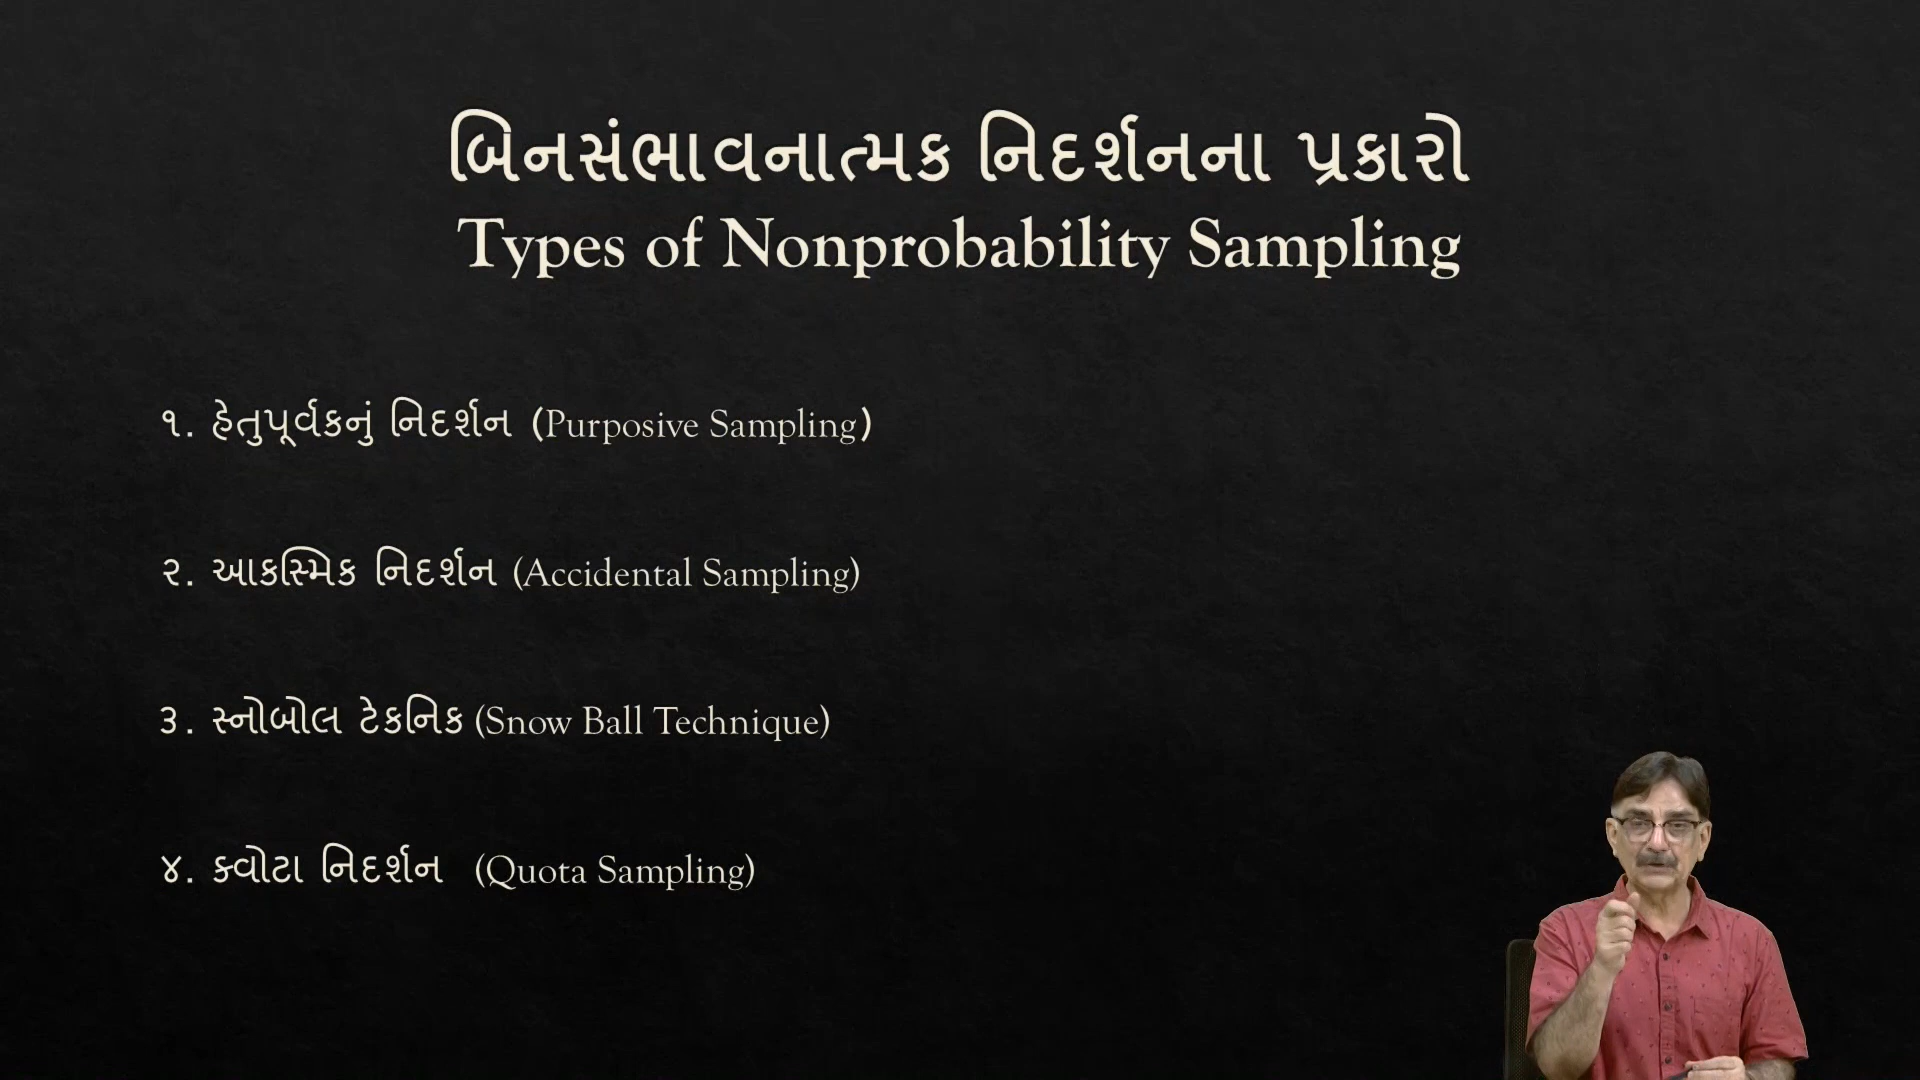 બિનસંભાવનાત્મક નિદર્શનના પ્રકારો
Types of Nonprobability Sampling
૧. હેતુપૂર્વકનું નિદર્શન (Purposive Sampling)
૨. આકસ્મિક નિદર્શન (Accidental Sampling)
૩. સ્નોબોલ ટેકનિક (Snow Ball Technique)
૪. ક્વોટા નિદર્શન (Quota Sampling)